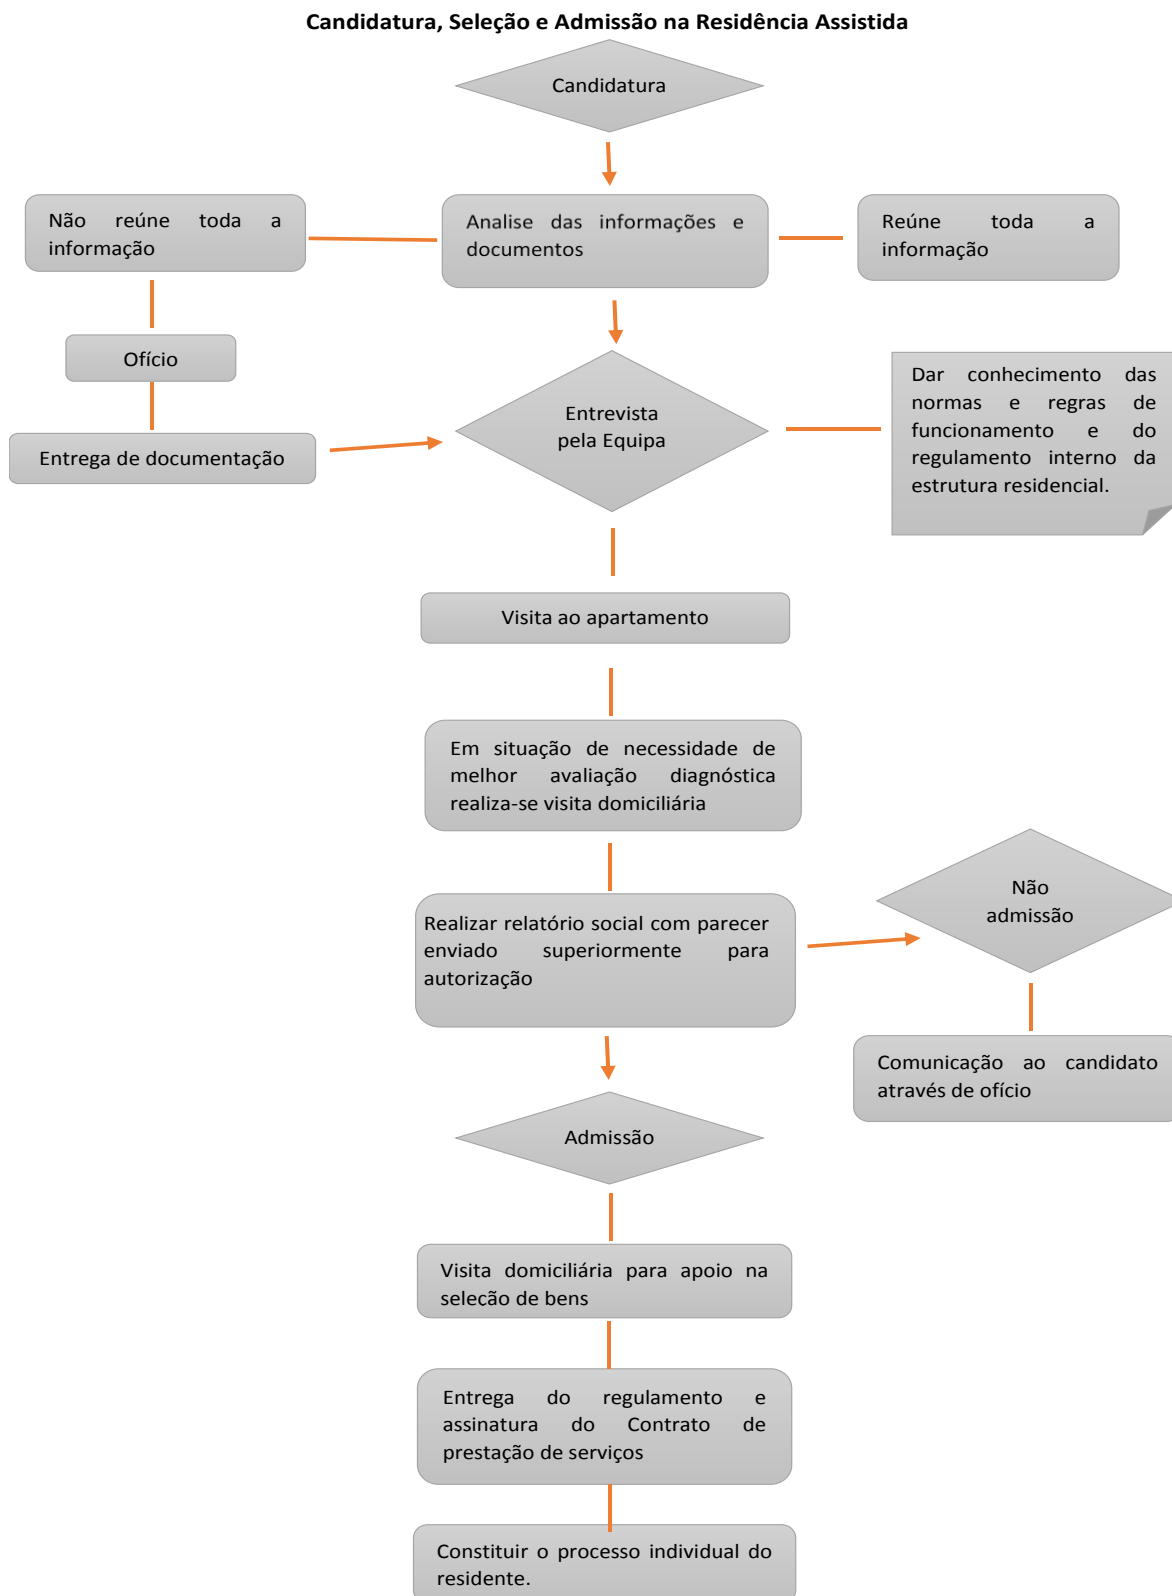 Candidatura, Seleção e Admissão na Residência Assistida
Candidatura
Não reúne toda a
informação
Analise das informações e
documentos
Reúne toda a
informação
Ofício
Entrega de documentação
Entrevista
pela Equipa
Dar conhecimento das
normas e regras de
funcionamento e do
regulamento interno da
estrutura residencial.
Visita ao apartamento
Em situação de necessidade de
melhor avaliação diagnóstica
realiza-se visita domiciliária
Realizar relatório social com parecer
enviado superiormente para
autorização
Não
admissão
Comunicação ao candidato
através de ofício
Admissão
Visita domiciliária para apoio na
seleção de bens
Entrega do regulamento e
assinatura do Contrato de
prestação de serviços
Constituir o processo individual do
residente.